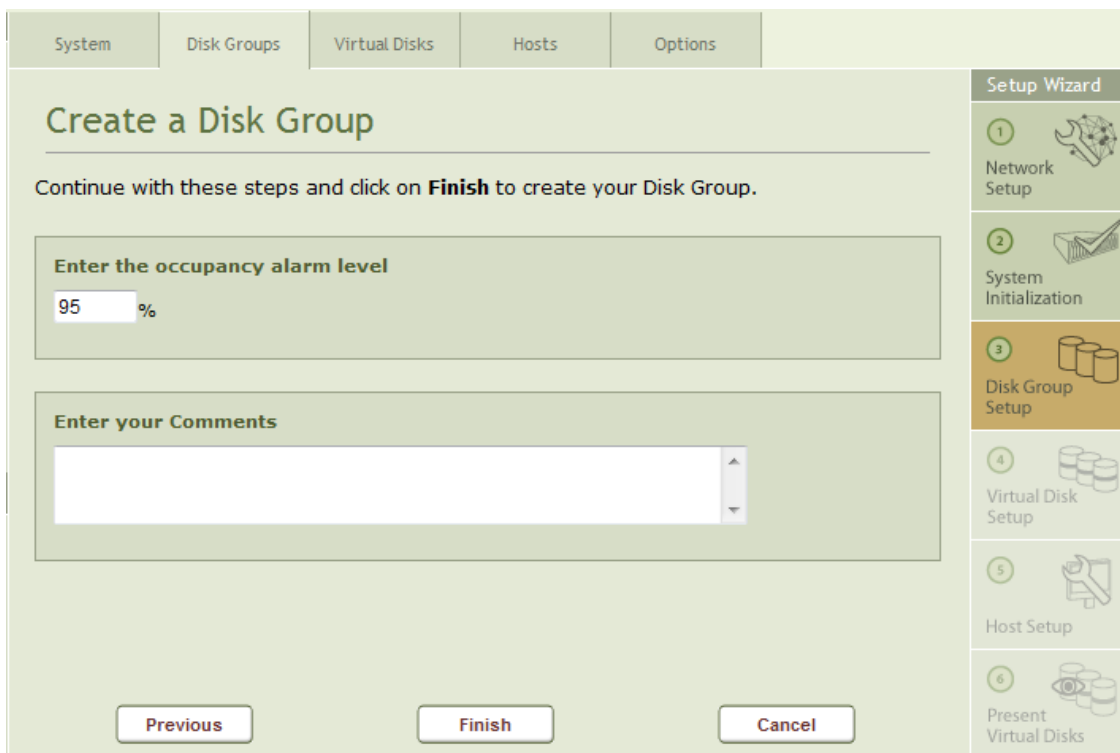 System
Disk Groups
Virtual Disks
Hosts
Options
Create a Disk Group
Continue with these steps and click on Finish to create your Disk Group.
Enter the occupancy alarm level
95 %
Enter your Comments
Previous
Finish
Cancel
Setup Wizard
1
Network
Setup
2
System
Initialization
3
Disk Group
Setup
4
Virtual Disk
Setup
5
Host Setup
6
Present
Virtual Disks